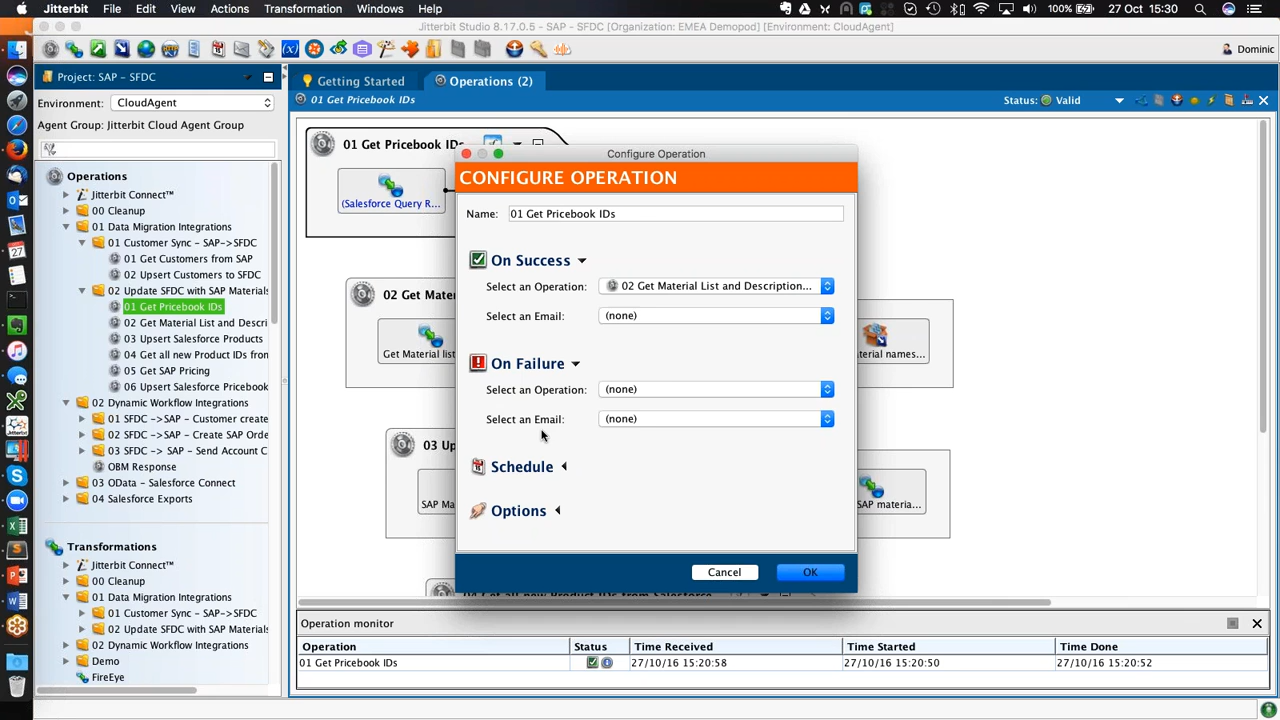 Jitterbit File Edit View Actions Transformation Windows Help 100% 27 Oct 15:30
Jitterbit Studio 8.17.0.5 - SAP - SFDC [Organization: EMEA Demopod] [Environment: CloudAgent]
Dominic
Project: SAP - SFDC
Getting Started
Operations (2)
Environment: CloudAgent
01 Get Pricebook IDs
Status: Valid
Agent Group: Jitterbit Cloud Agent Group
Operations
Jitterbit Connect™
00 Cleanup
01 Data Migration Integrations
01 Customer Sync - SAP->SFDC
01 Get Customers from SAP
02 Upsert Customers to SFDC
02 Update SFDC with SAP Materials
01 Get Pricebook IDs
02 Get Material List and Descri
03 Upsert Salesforce Products
04 Get all new Product IDs from
05 Get SAP Pricing
06 Upsert Salesforce Pricebook
02 Dynamic Workflow Integrations
01 SFDC ->SAP - Customer create
02 SFDC ->SAP - Create SAP Orde
03 SFDC -> SAP - Send Account C
OBM Response
03 OData - Salesforce Connect
04 Salesforce Exports
Transformations
Jitterbit Connect™
00 Cleanup
01 Data Migration Integrations
01 Customer Sync - SAP->SFDC
02 Update SFDC with SAP Materials
02 Dynamic Workflow Integrations
Demo
FireEye
01 Get Pricebook IDs
(Salesforce Query R...
02 Get Mate
Get Material list
terial names...
03 Up
SAP Ma
SAP materia...
04 Get all new Product IDs from Salesforce
Configure Operation
CONFIGURE OPERATION
Name: 01 Get Pricebook IDs
On Success
Select an Operation: 02 Get Material List and Description...
Select an Email: (none)
On Failure
Select an Operation: (none)
Select an Email: (none)
Schedule
Options
Cancel OK
Operation monitor
Operation Status Time Received Time Started Time Done
01 Get Pricebook IDs 27/10/16 15:20:58 27/10/16 15:20:50 27/10/16 15:20:52